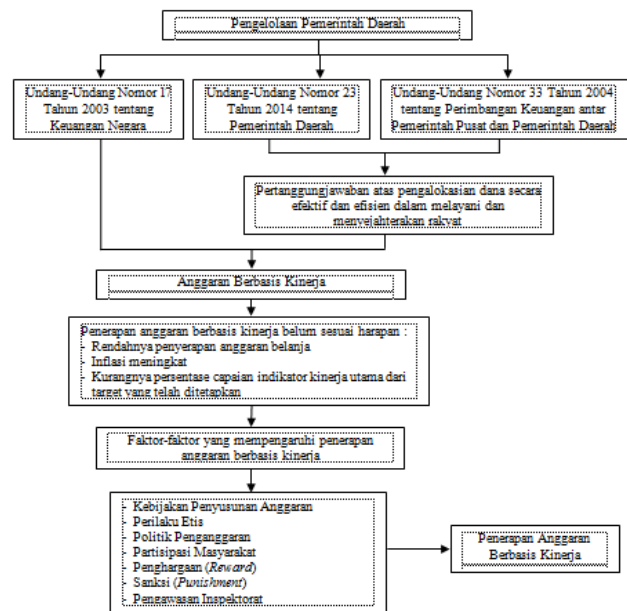 Pengelolaan Pemerintah Daerah
Undang-Undang Nomor 17
Tahun 2003 tentang
Keuangan Negara
Undang-Undang Nomor 23
Tahun 2014 tentang
Pemerintah Daerah
Undang-Undang Nomor 33 Tahun 2004
tentang Perimbangan Keuangan antar
Pemerintah Pusat dan Pemerintah Daerah
Pertanggungjawaban atas pengalokasian dana secara
efektif dan efisien dalam melayani dan
menyejahterakan rakyat
Anggaran Berbasis Kinerja
Penerapan anggaran berbasis kinerja belum sesuai harapan :
- Rendahnya penyerapan anggaran belanja
- Inflasi meningkat
- Kurangnya persentase capaian indikator kinerja utama dari
target yang telah ditetapkan
Faktor-faktor yang mempengaruhi penerapan
anggaran berbasis kinerja
- Kebijakan Penyusunan Anggaran
- Perilaku Etis
- Politik Penganggaran
- Partisipasi Masyarakat
- Penghargaan (Reward)
- Sanksi (Punishment)
- Pengawasan Inspektorat
Penerapan Anggaran
Berbasis Kinerja